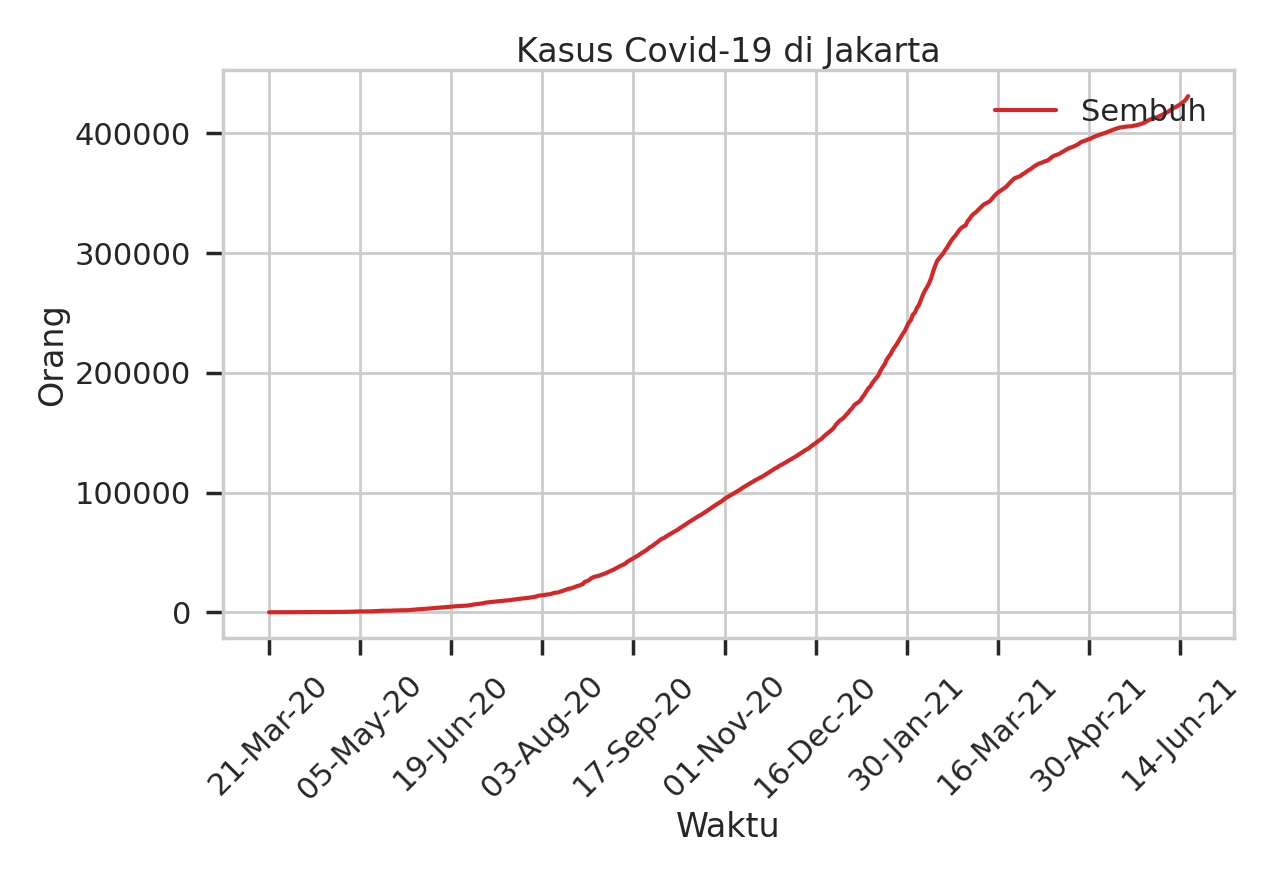 Kasus Covid-19 di Jakarta
Sembuh
Orang
400000
300000
200000
100000
0
21-Mar-20
05-May-20
19-Jun-20
03-Aug-20
17-Sep-20
01-Nov-20
16-Dec-20
30-Jan-21
16-Mar-21
30-Apr-21
14-Jun-21
Waktu